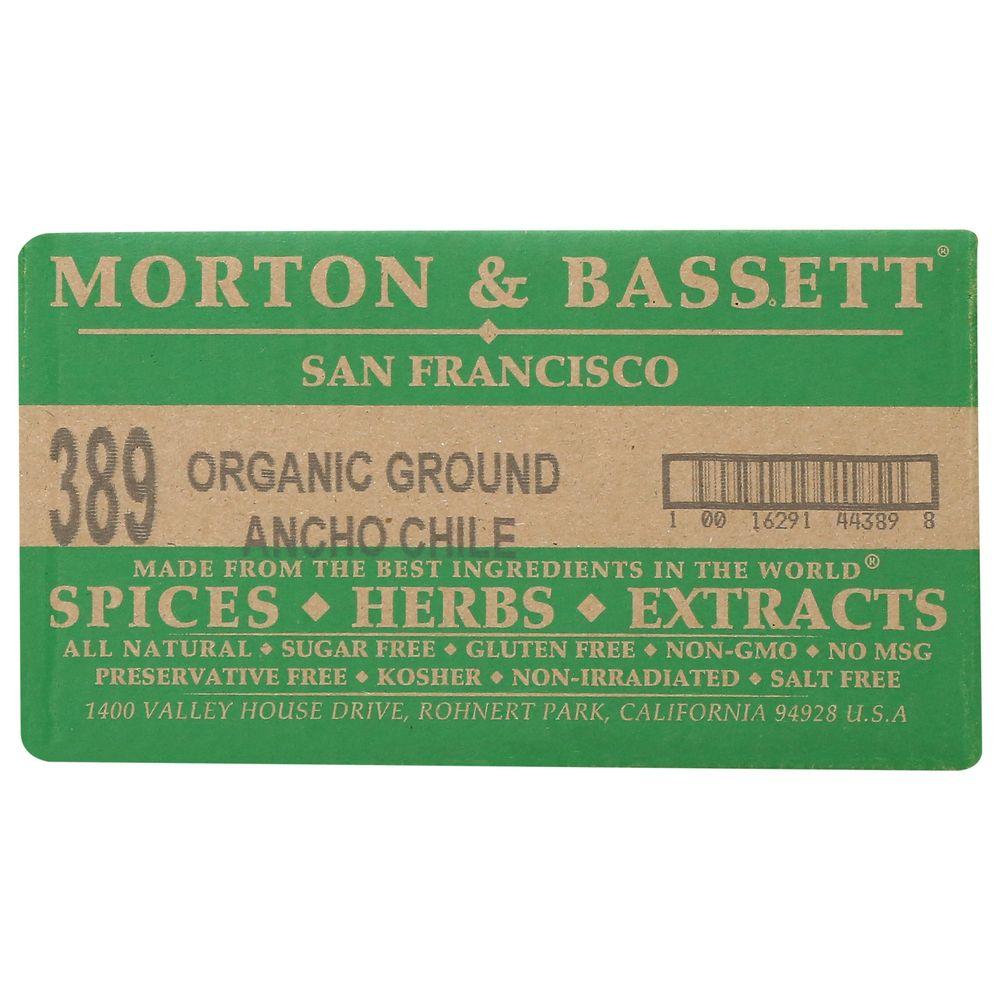 MORTON & BASSETT®
SAN FRANCISCO
389 ORGANIC GROUND
ANCHO CHILE
1 00 16291 44389 8
MADE FROM THE BEST INGREDIENTS IN THE WORLD®
SPICES ◆ HERBS ◆ EXTRACTS
ALL NATURAL ◆ SUGAR FREE ◆ GLUTEN FREE ◆ NON-GMO ◆ NO MSG
PRESERVATIVE FREE ◆ KOSHER ◆ NON-IRRADIATED ◆ SALT FREE
1400 VALLEY HOUSE DRIVE, ROHNERT PARK, CALIFORNIA 94928 U.S.A